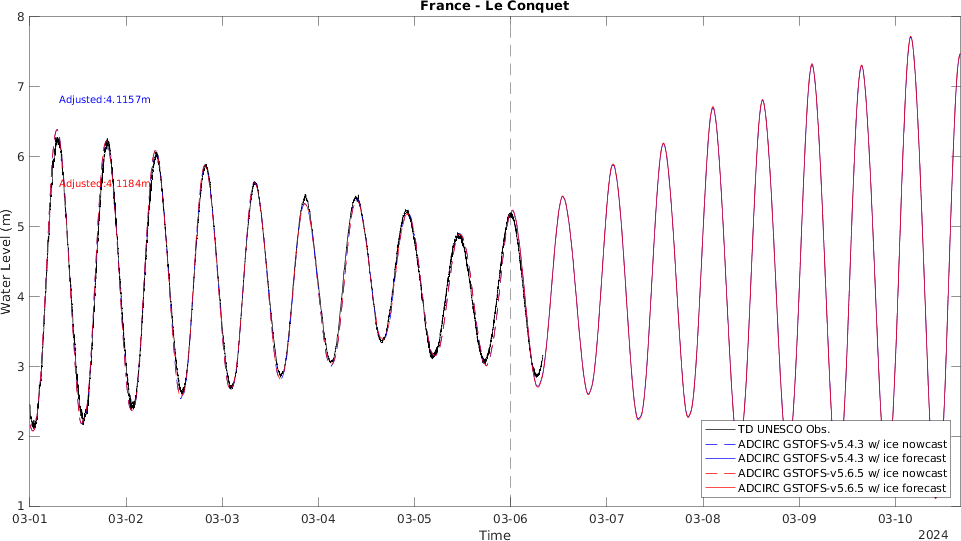 France - Le Conquet
8
7
6
5
4
3
2
1
Water Level (m)
Adjusted:4.1157m
Adjusted:4.1184m
TD UNESCO Obs.
ADCIRC GSTOFS-v5.4.3 w/ ice nowcast
ADCIRC GSTOFS-v5.4.3 w/ ice forecast
ADCIRC GSTOFS-v5.6.5 w/ ice nowcast
ADCIRC GSTOFS-v5.6.5 w/ ice forecast
03-01 03-02 03-03 03-04 03-05 03-06 03-07 03-08 03-09 03-10
Time
2024